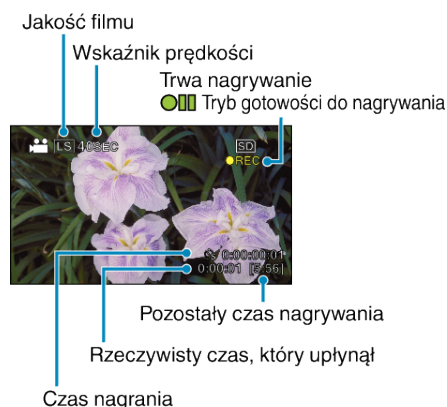 Jakość filmu
Wskaźnik prędkości
Trwa nagrywanie
Tryb gotowości do nagrywania
LS 40SEC
SD
REC
0:00:00:01
0:00:01 [5:56]
Pozostały czas nagrywania
Rzeczywisty czas, który upłynął
Czas nagrania